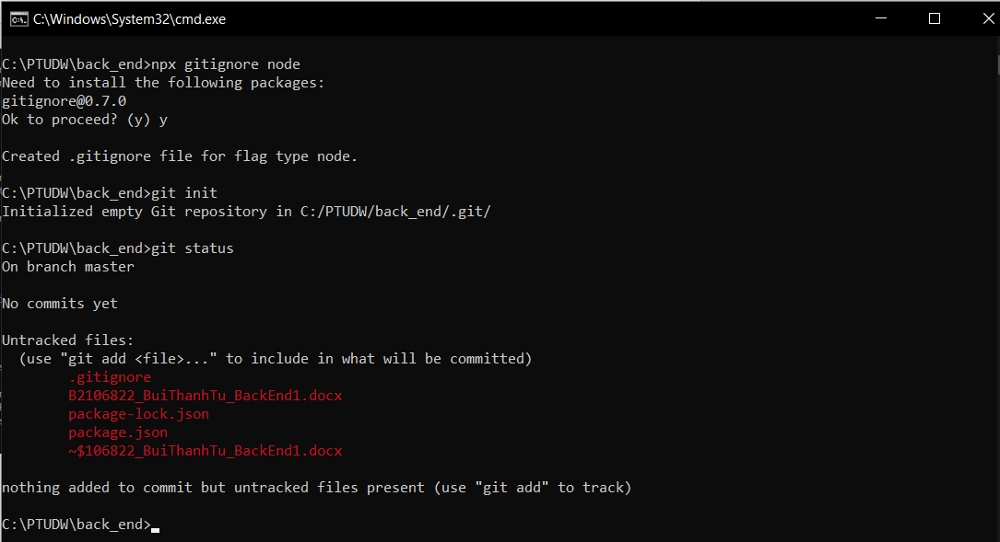 C:\Windows\System32\cmd.exe
C:\PTUDW\back_end>npx gitignore node
Need to install the following packages:
gitignore@0.7.0
Ok to proceed? (y) y
Created .gitignore file for flag type node.
C:\PTUDW\back_end>git init
Initialized empty Git repository in C:/PTUDW/back_end/.git/
C:\PTUDW\back_end>git status
On branch master
No commits yet
Untracked files:
  (use "git add <file>..." to include in what will be committed)
        .gitignore
        B2106822_BuiThanhTu_BackEnd1.docx
        package-lock.json
        package.json
        ~$106822_BuiThanhTu_BackEnd1.docx
nothing added to commit but untracked files present (use "git add" to track)
C:\PTUDW\back_end>